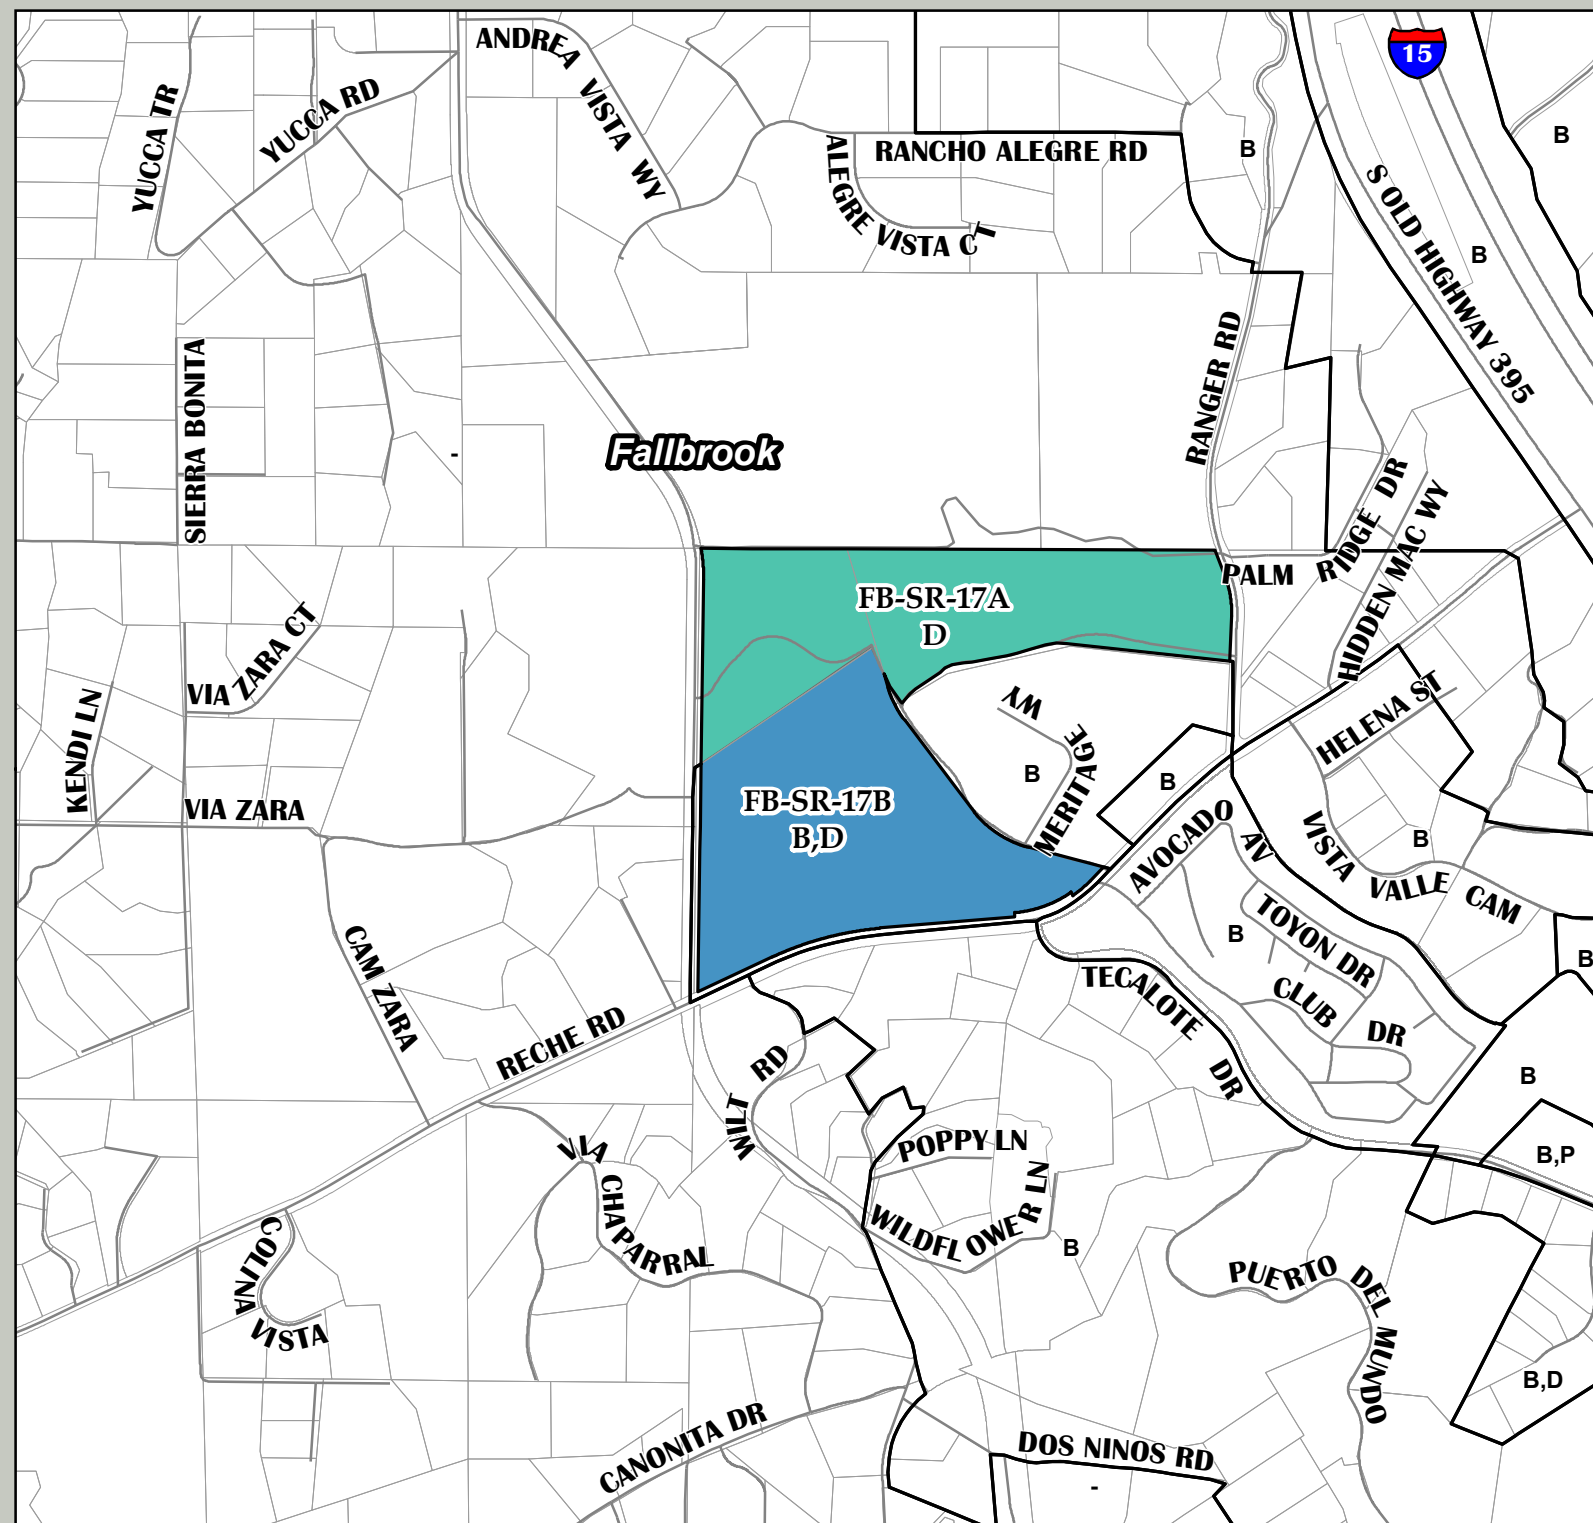 ANDREA VISTA WY
15
YUCCA TR
YUCCA RD
B
B
RANCHO ALEGRE RD
ALEGRE VISTA CT
S OLD HIGHWAY 395
B
RANGER RD
SIERRA BONITA
Fallbrook
-
PALM RIDGE DR
HIDDEN MAC WY
FB-SR-17A
D
VIA ZARA CT
KENDI LN
HELENA ST
MERITAGE WY
B
B
VIA ZARA
FB-SR-17B
B,D
AVOCADO AV
VISTA VALLE CAM
B
TOYON DR
B
B
CAM ZARA
TECALOTE DR
CLUB DR
RECHE RD
WILT RD
B
POPPY LN
B,P
VIA CHAPARRAL
WILDFLOWER LN
B
COLINA VISTA
PUERTO DEL MUNDO
B,D
CANONITA DR
DOS NINOS RD
-